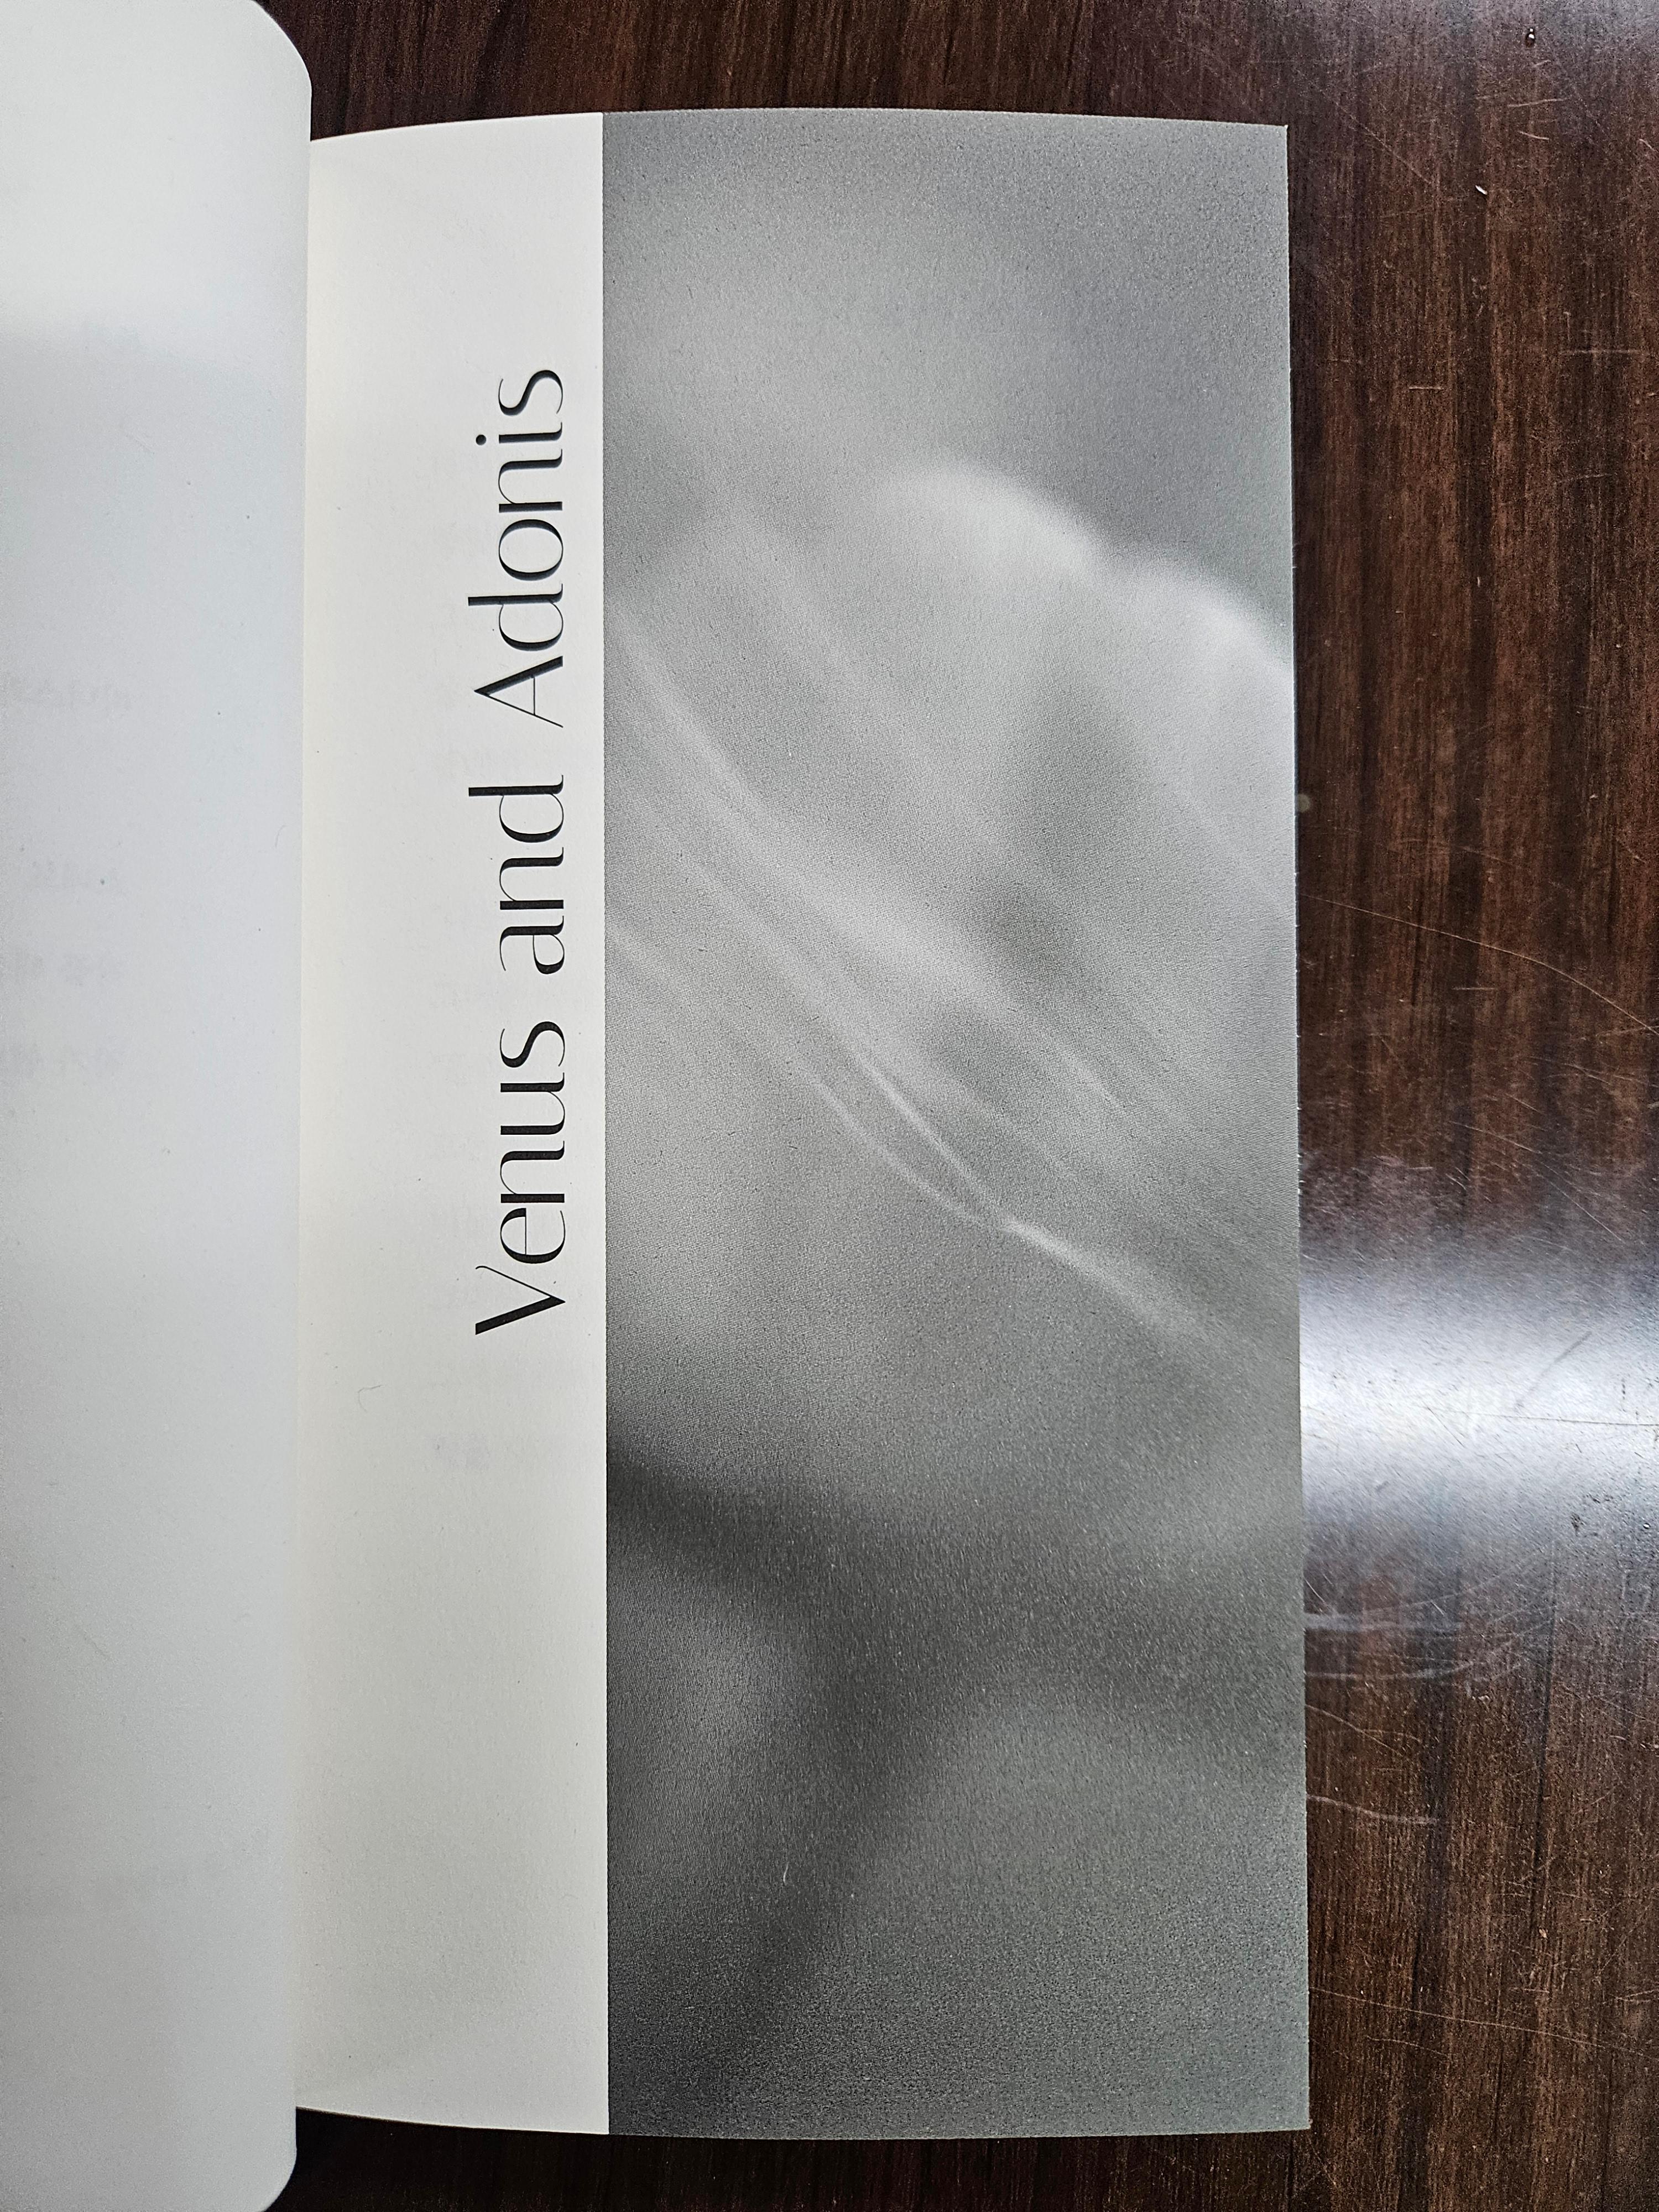 Venus and Adonis